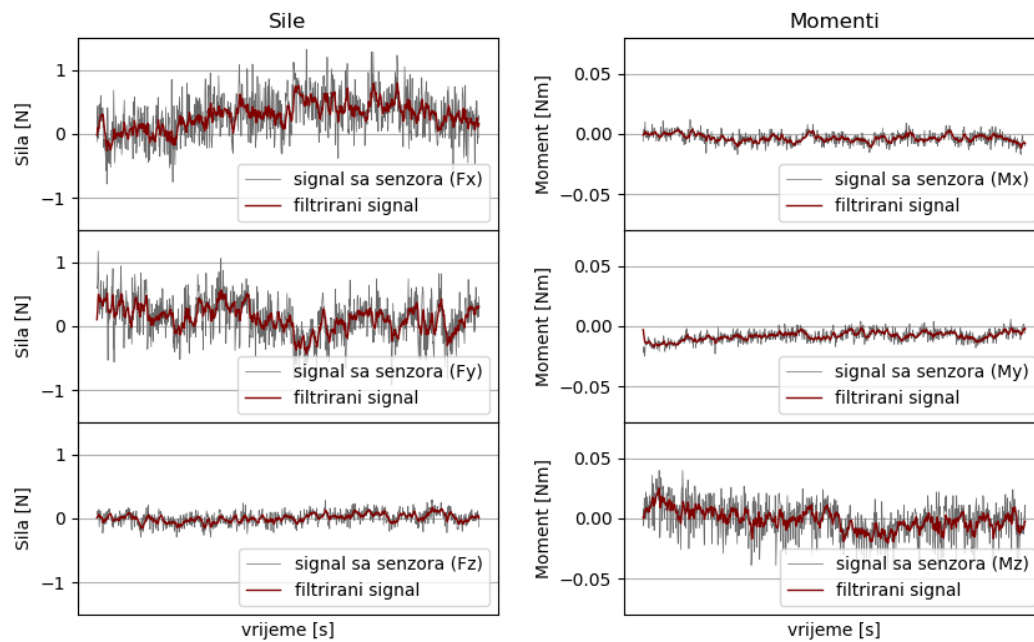 Sile
Sila [N]
1
0
−1
signal sa senzora (Fx)
filtrirani signal
Sila [N]
1
0
−1
signal sa senzora (Fy)
filtrirani signal
Sila [N]
1
0
−1
signal sa senzora (Fz)
filtrirani signal
vrijeme [s]
Momenti
Moment [Nm]
0.05
0.00
−0.05
signal sa senzora (Mx)
filtrirani signal
Moment [Nm]
0.05
0.00
−0.05
signal sa senzora (My)
filtrirani signal
Moment [Nm]
0.05
0.00
−0.05
signal sa senzora (Mz)
filtrirani signal
vrijeme [s]